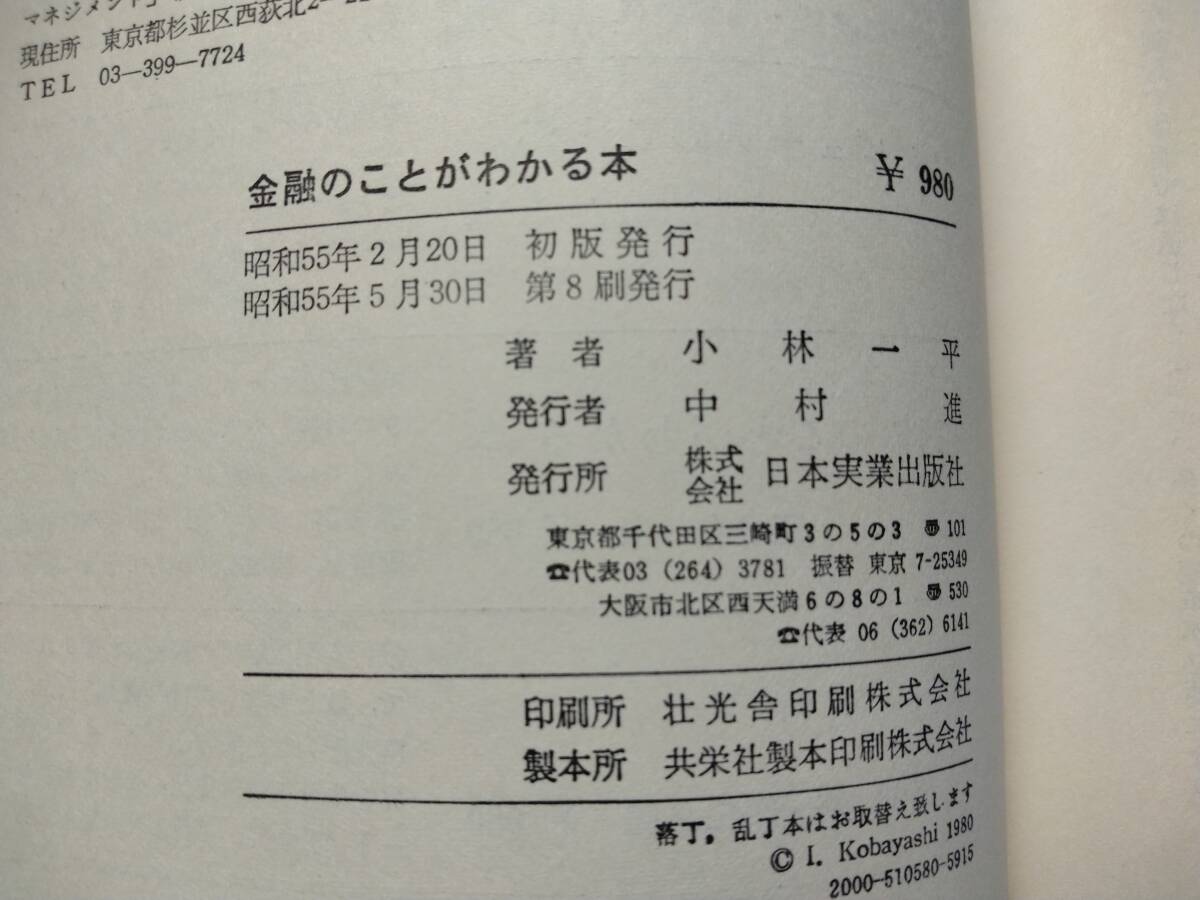 マネジメント」
現住所 東京都杉並区西荻北2-2
TEL 03-399-7724
金融のことがわかる本 ¥980
昭和55年2月20日 初版発行
昭和55年5月30日 第8刷発行
著者 小林一平
発行者 中村進
発行所 株式会社 日本実業出版社
東京都千代田区三崎町3の5の3 〠101
☎代表03(264)3781 振替 東京7-25349
大阪市北区西天満6の8の1 〠530
☎代表 06(362)6141
印刷所 壮光舎印刷株式会社
製本所 共栄社製本印刷株式会社
落丁，乱丁本はお取替え致します
© I. Kobayashi 1980
2000-510580-5915